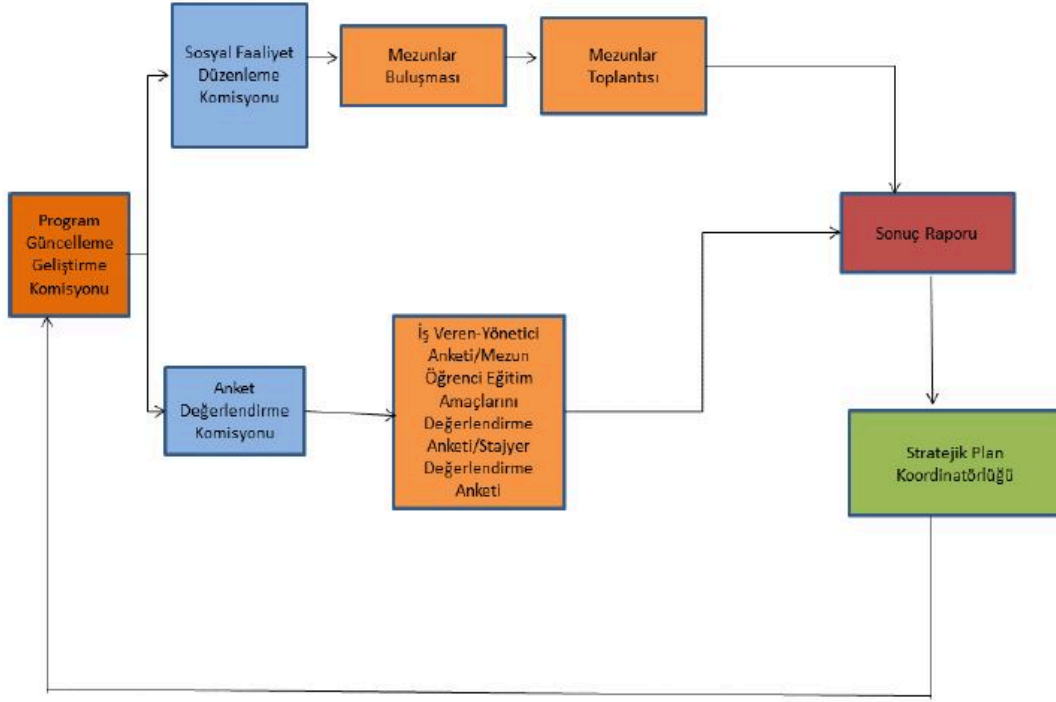 Sosyal Faaliyet
Düzenleme
Komisyonu
Mezunlar
Buluşması
Mezunlar
Toplantısı
Program
Güncelleme
Geliştirme
Komisyonu
Sonuç Raporu
Anket
Değerlendirme
Komisyonu
İş Veren-Yönetici
Anketi/Mezun
Öğrenci Eğitim
Amaçlarını
Değerlendirme
Anketi/Stajyer
Değerlendirme
Anketi
Stratejik Plan
Koordinatörlüğü